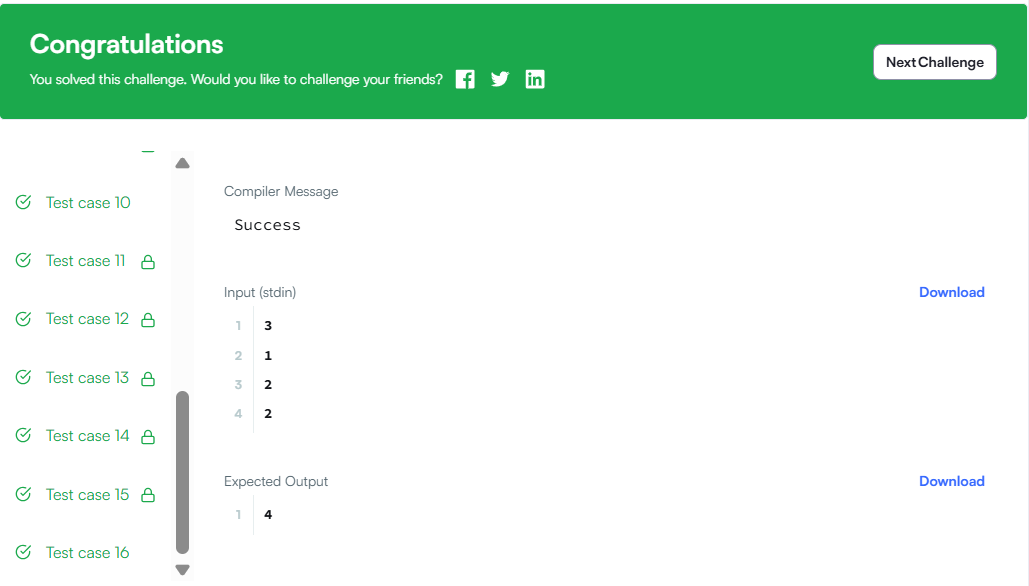 Congratulations
You solved this challenge. Would you like to challenge your friends?
Next Challenge
Test case 10
Test case 11
Test case 12
Test case 13
Test case 14
Test case 15
Test case 16
Compiler Message
Success
Input (stdin)
Download
1 3
2 1
3 2
4 2
Expected Output
Download
1 4